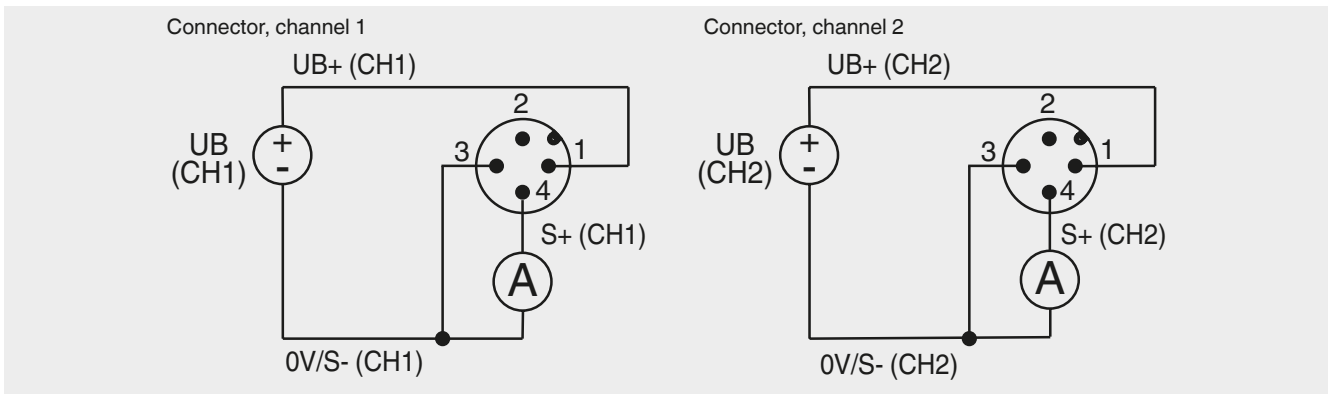 Connector, channel 1
UB+ (CH1)
2
UB
(CH1)
+
-
3
1
4
S+ (CH1)
A
0V/S- (CH1)
Connector, channel 2
UB+ (CH2)
2
UB
(CH2)
+
-
3
1
4
S+ (CH2)
A
0V/S- (CH2)